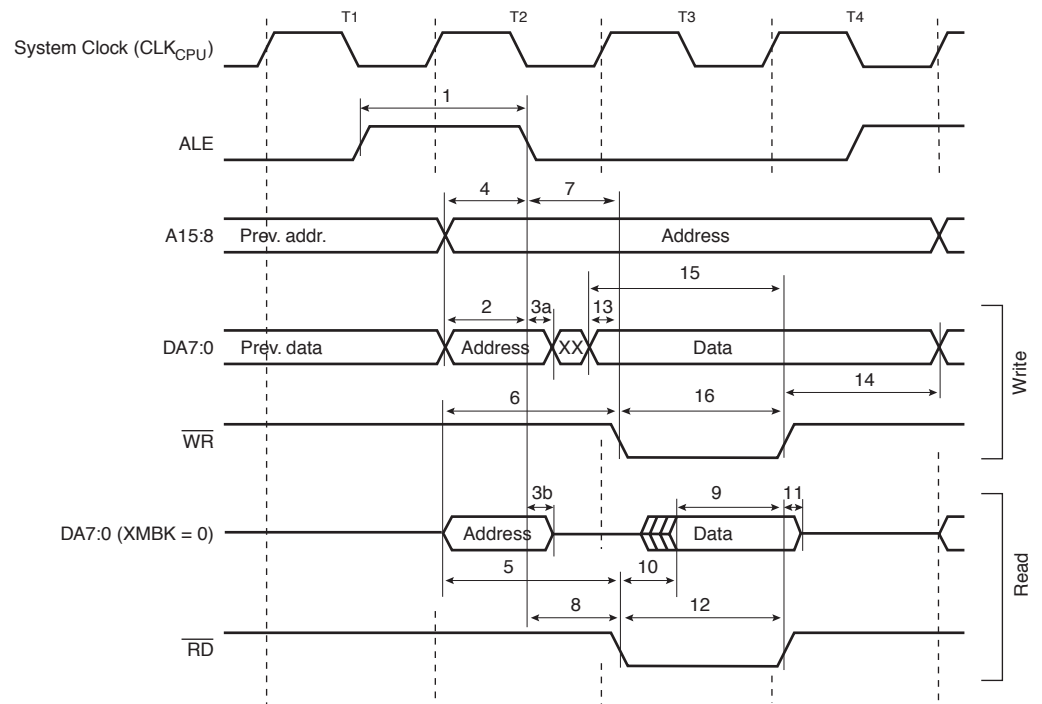 T1 T2 T3 T4
System Clock (CLKCPU)
1
ALE
4 7
A15:8 Prev. addr. Address
15
2 3a 13
DA7:0 Prev. data Address XX Data
14
6 16
WR
Write
3b 9 11
DA7:0 (XMBK = 0) Address Data
5 10
Read
8 12
RD